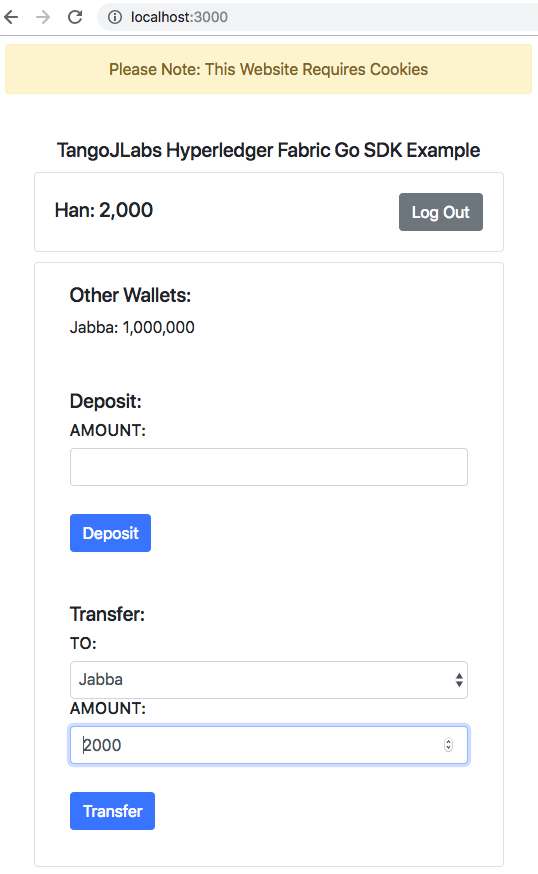 localhost:3000
Please Note: This Website Requires Cookies
TangoJLabs Hyperledger Fabric Go SDK Example
Han: 2,000
Log Out
Other Wallets:
Jabba: 1,000,000
Deposit:
AMOUNT:
Deposit
Transfer:
TO:
Jabba
AMOUNT:
2000
Transfer